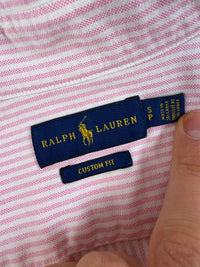 RALPH LAUREN
CUSTOM FIT
S
P